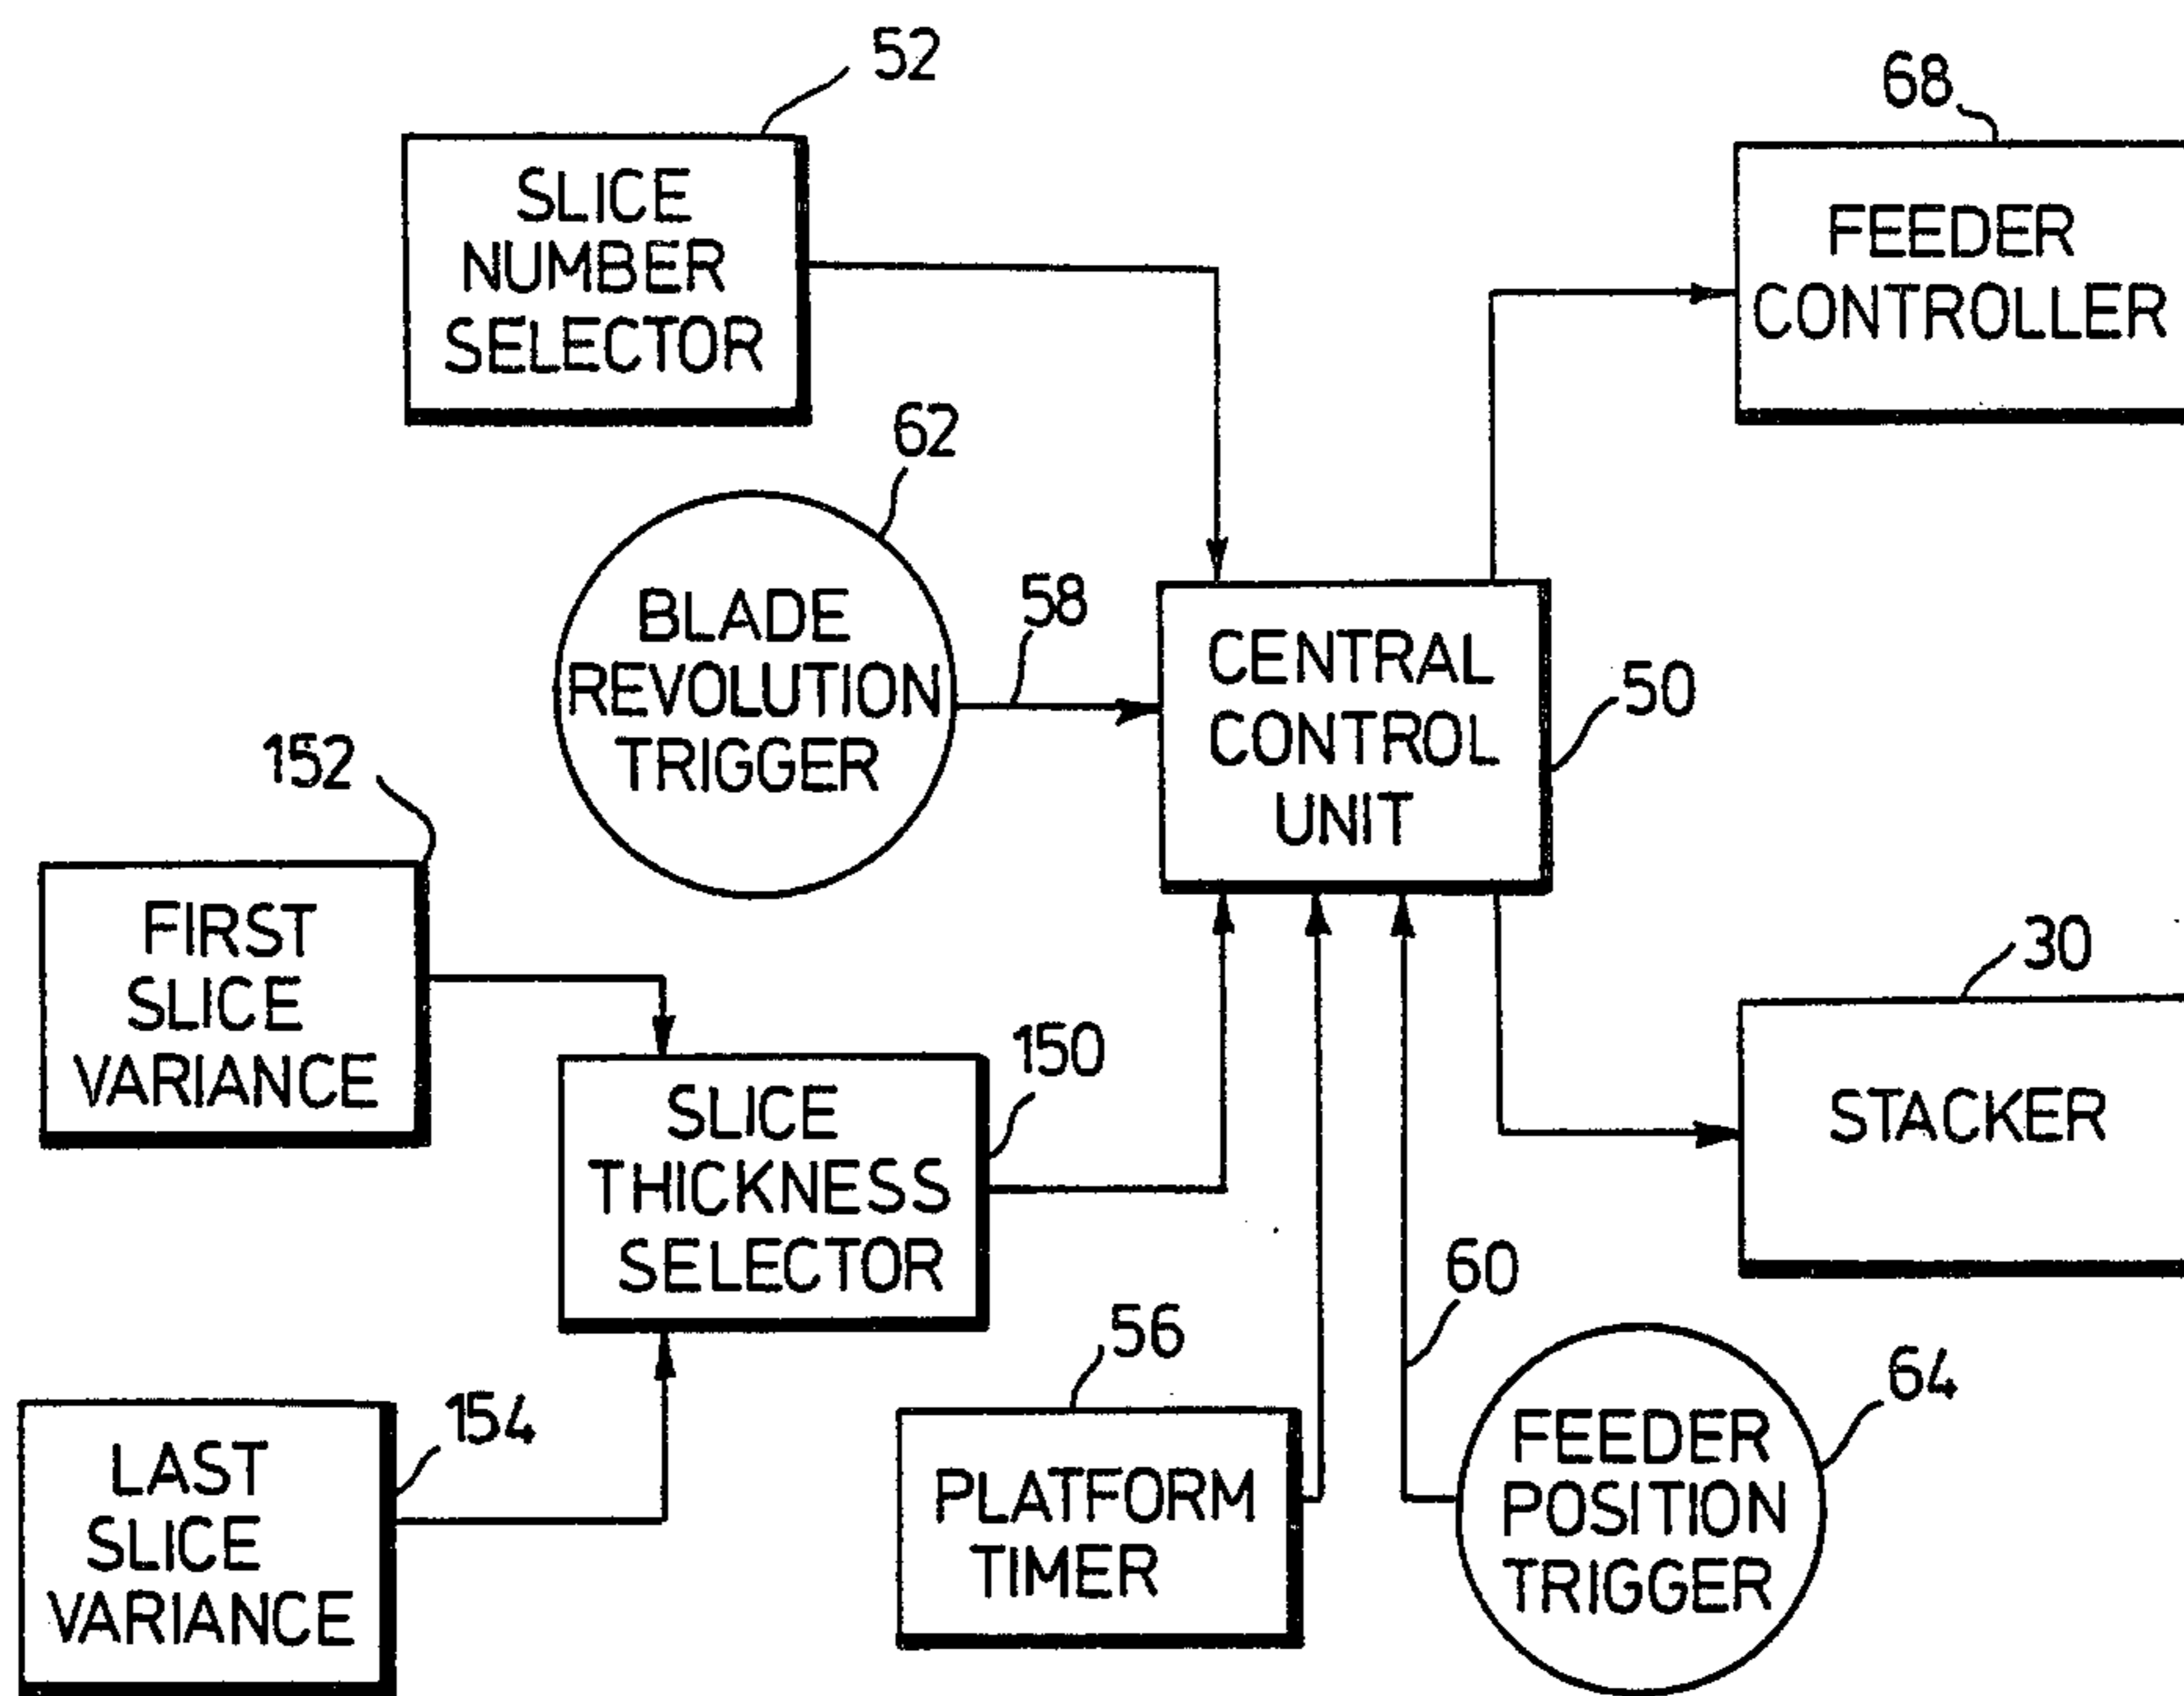 52
SLICE
NUMBER
SELECTOR
68
FEEDER
CONTROLLER
62
BLADE
REVOLUTION
TRIGGER
58
CENTRAL
CONTROL
UNIT
50
152
FIRST
SLICE
VARIANCE
150
SLICE
THICKNESS
SELECTOR
30
STACKER
154
LAST
SLICE
VARIANCE
56
PLATFORM
TIMER
60
64
FEEDER
POSITION
TRIGGER